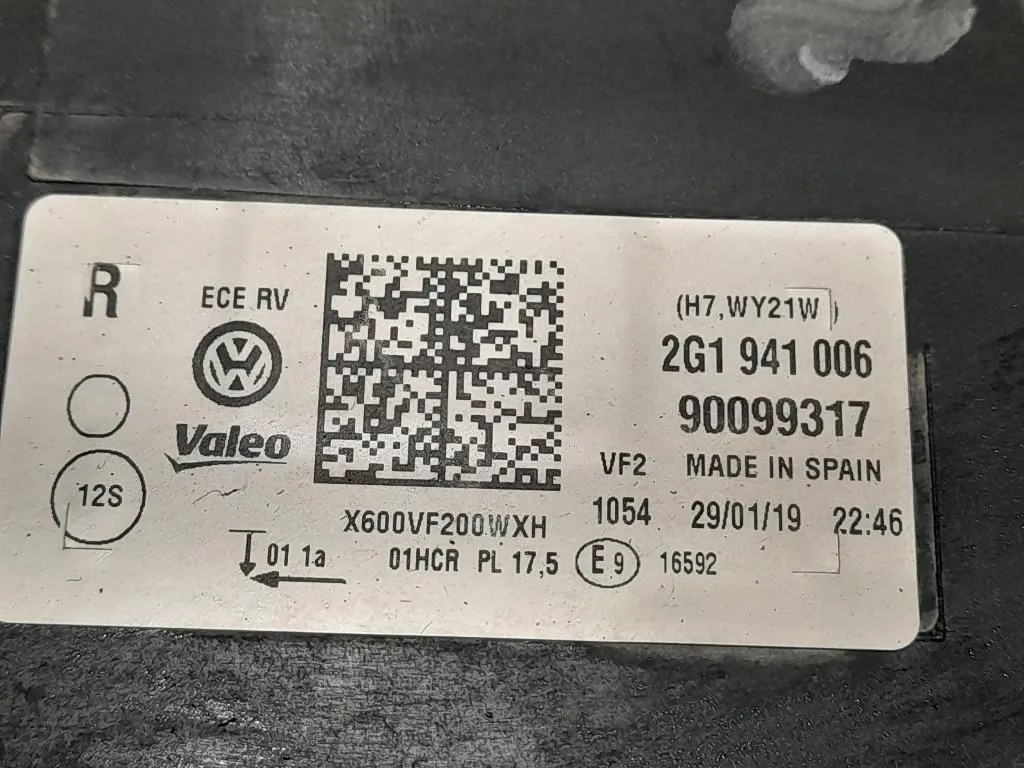 R
ECE RV
(H7,WY21W)
2G1 941 006
90099317
Valeo
VF2 MADE IN SPAIN
12S
X600VF200WXH
1054 29/01/19 22:46
01 1a
01HCR PL 17,5 E 9 16592